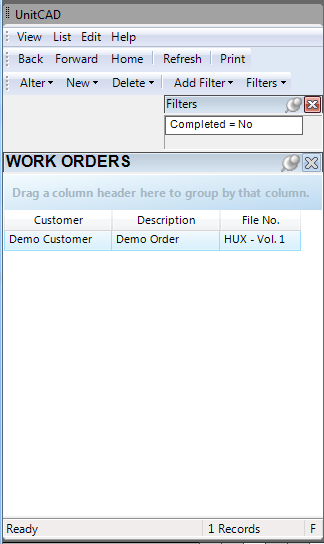 UnitCAD
View List Edit Help
Back Forward Home Refresh Print
Alter New Delete Add Filter Filters
Filters
Completed = No
WORK ORDERS
Drag a column header here to group by that column.
Customer Description File No.
Demo Customer Demo Order HUX - Vol. 1
Ready 1 Records F